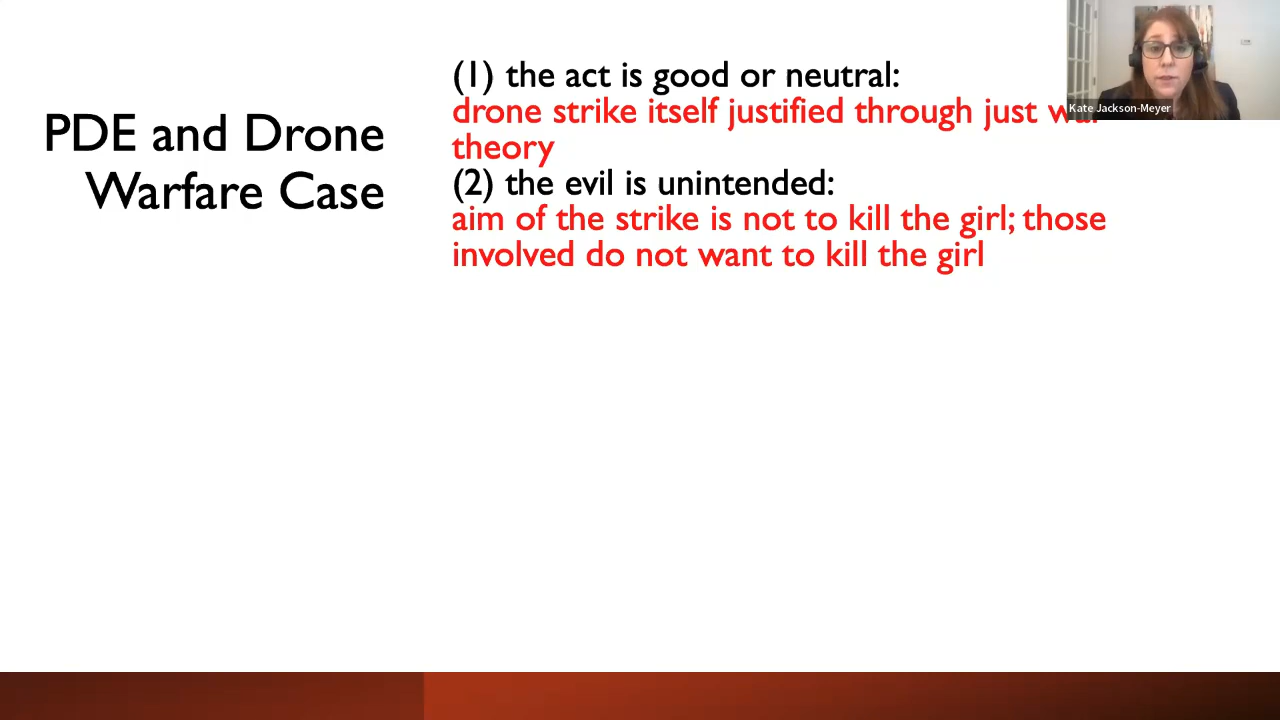 PDE and Drone
Warfare Case
(1) the act is good or neutral:
drone strike itself justified through just war
theory
(2) the evil is unintended:
aim of the strike is not to kill the girl; those
involved do not want to kill the girl
Kate Jackson-Meyer